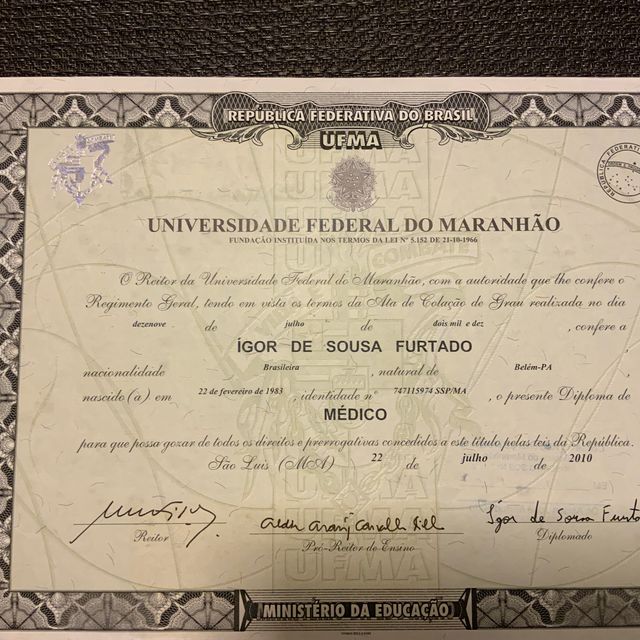 REPÚBLICA FEDERATIVA DO BRASIL
UFMA
UNIVERSIDADE FEDERAL DO MARANHÃO
FUNDAÇÃO INSTITUÍDA NOS TERMOS DA LEI Nº 5.152 DE 21-10-1966
O Reitor da Universidade Federal do Maranhão, com a autoridade que lhe confere o
Regimento Geral, tendo em vista os termos da Ata de Colação de Grau realizada no dia
dezenove de julho de dois mil e dez, confere a
ÍGOR DE SOUSA FURTADO
nacionalidade Brasileira, natural de Belém-PA
nascido(a) em 22 de fevereiro de 1983, identidade nº 747115974 SSP/MA, o presente Diploma de
MÉDICO
para que possa gozar de todos os direitos e prerrogativas concedidos a este título pelas leis da República.
São Luis (MA) 22 de julho de 2010
Ígor de Sousa Furta
Reitor
Pró-Reitor de Ensino
Diplomado
MINISTÉRIO DA EDUCAÇÃO